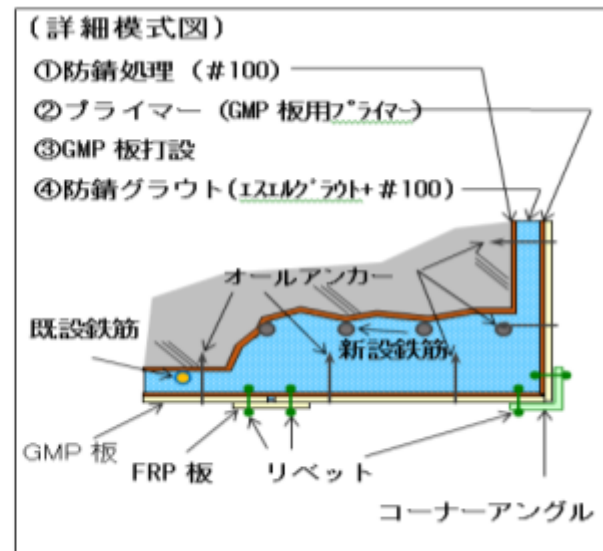 (詳細模式図)
①防錆処理 (#100)
②プライマー (GMP 板用プライマー)
③GMP 板打設
④防錆グラウト(エスエルグラウト+#100)
オールアンカー
既設鉄筋
新設鉄筋
GMP 板
FRP 板
リベット
コーナーアングル